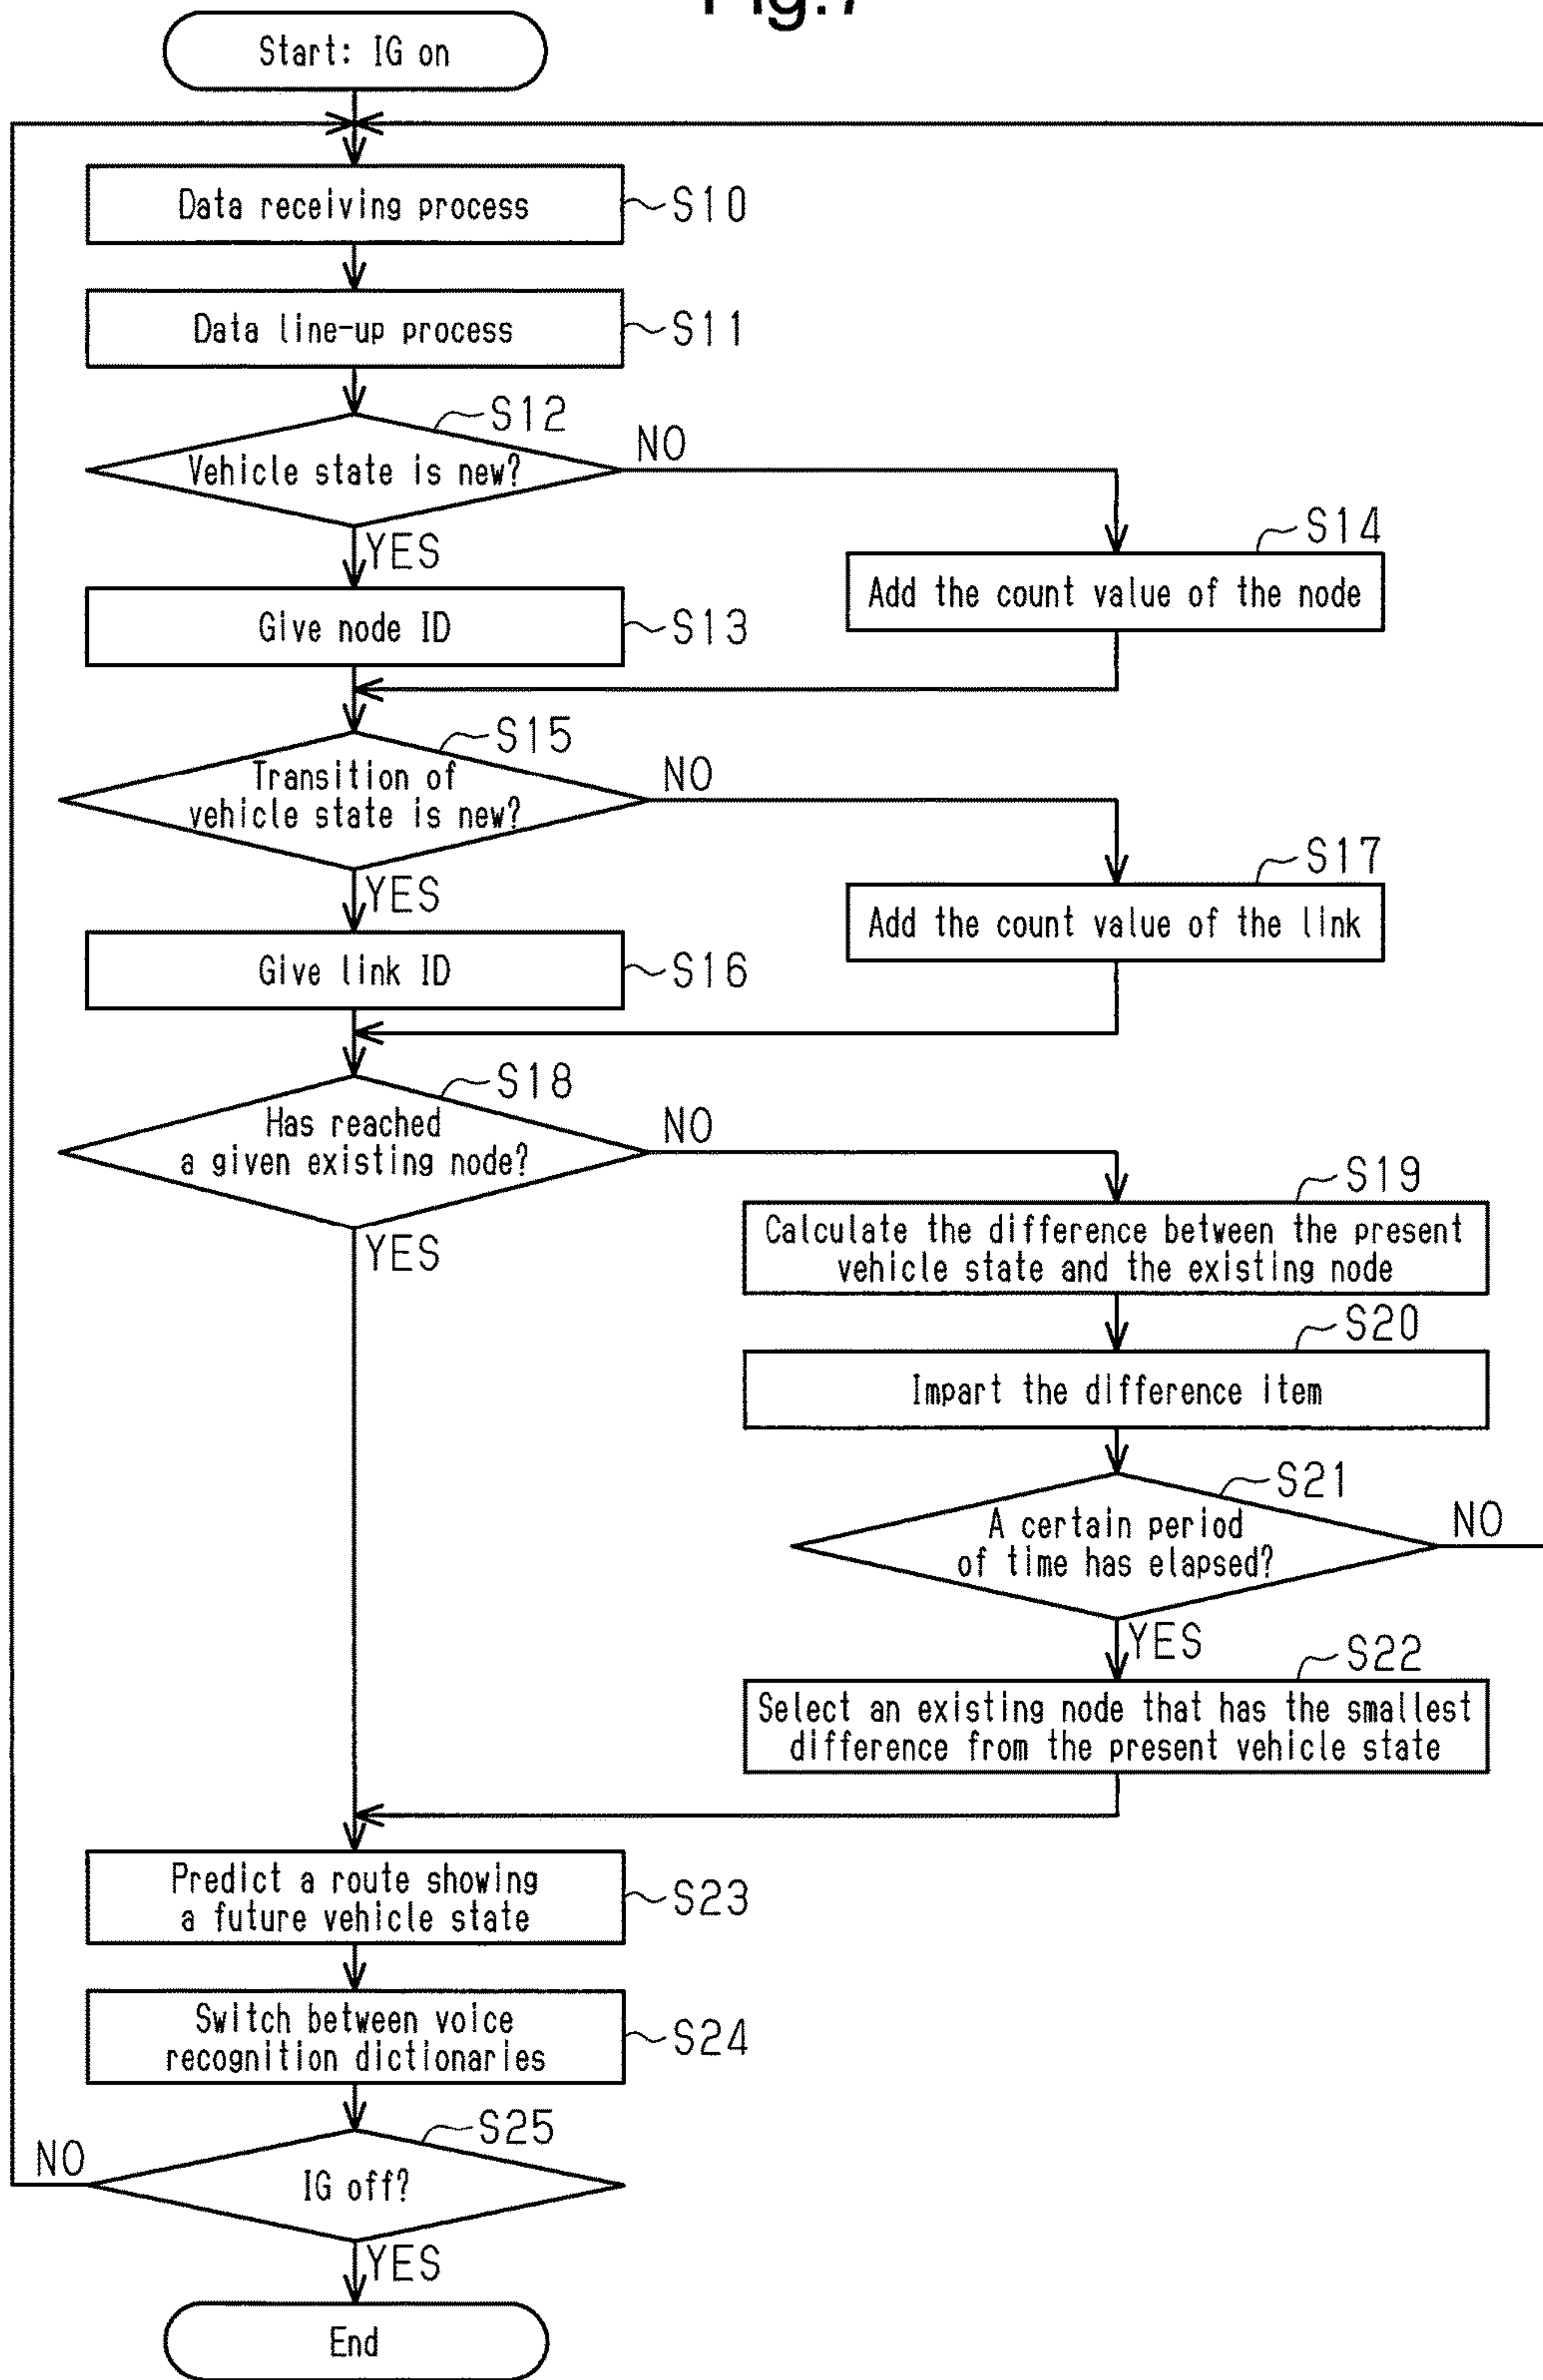 Fig.7
Start: IG on
Data receiving process
S10
Data line-up process
S11
S12
Vehicle state is new?
NO
YES
S14
Add the count value of the node
Give node ID
S13
S15
Transition of
vehicle state is new?
NO
YES
S17
Add the count value of the link
Give link ID
S16
S18
Has reached
a given existing node?
NO
YES
S19
Calculate the difference between the present
vehicle state and the existing node
S20
Impart the difference item
S21
A certain period
of time has elapsed?
NO
YES
S22
Select an existing node that has the smallest
difference from the present vehicle state
Predict a route showing
a future vehicle state
S23
Switch between voice
recognition dictionaries
S24
S25
IG off?
NO
YES
End